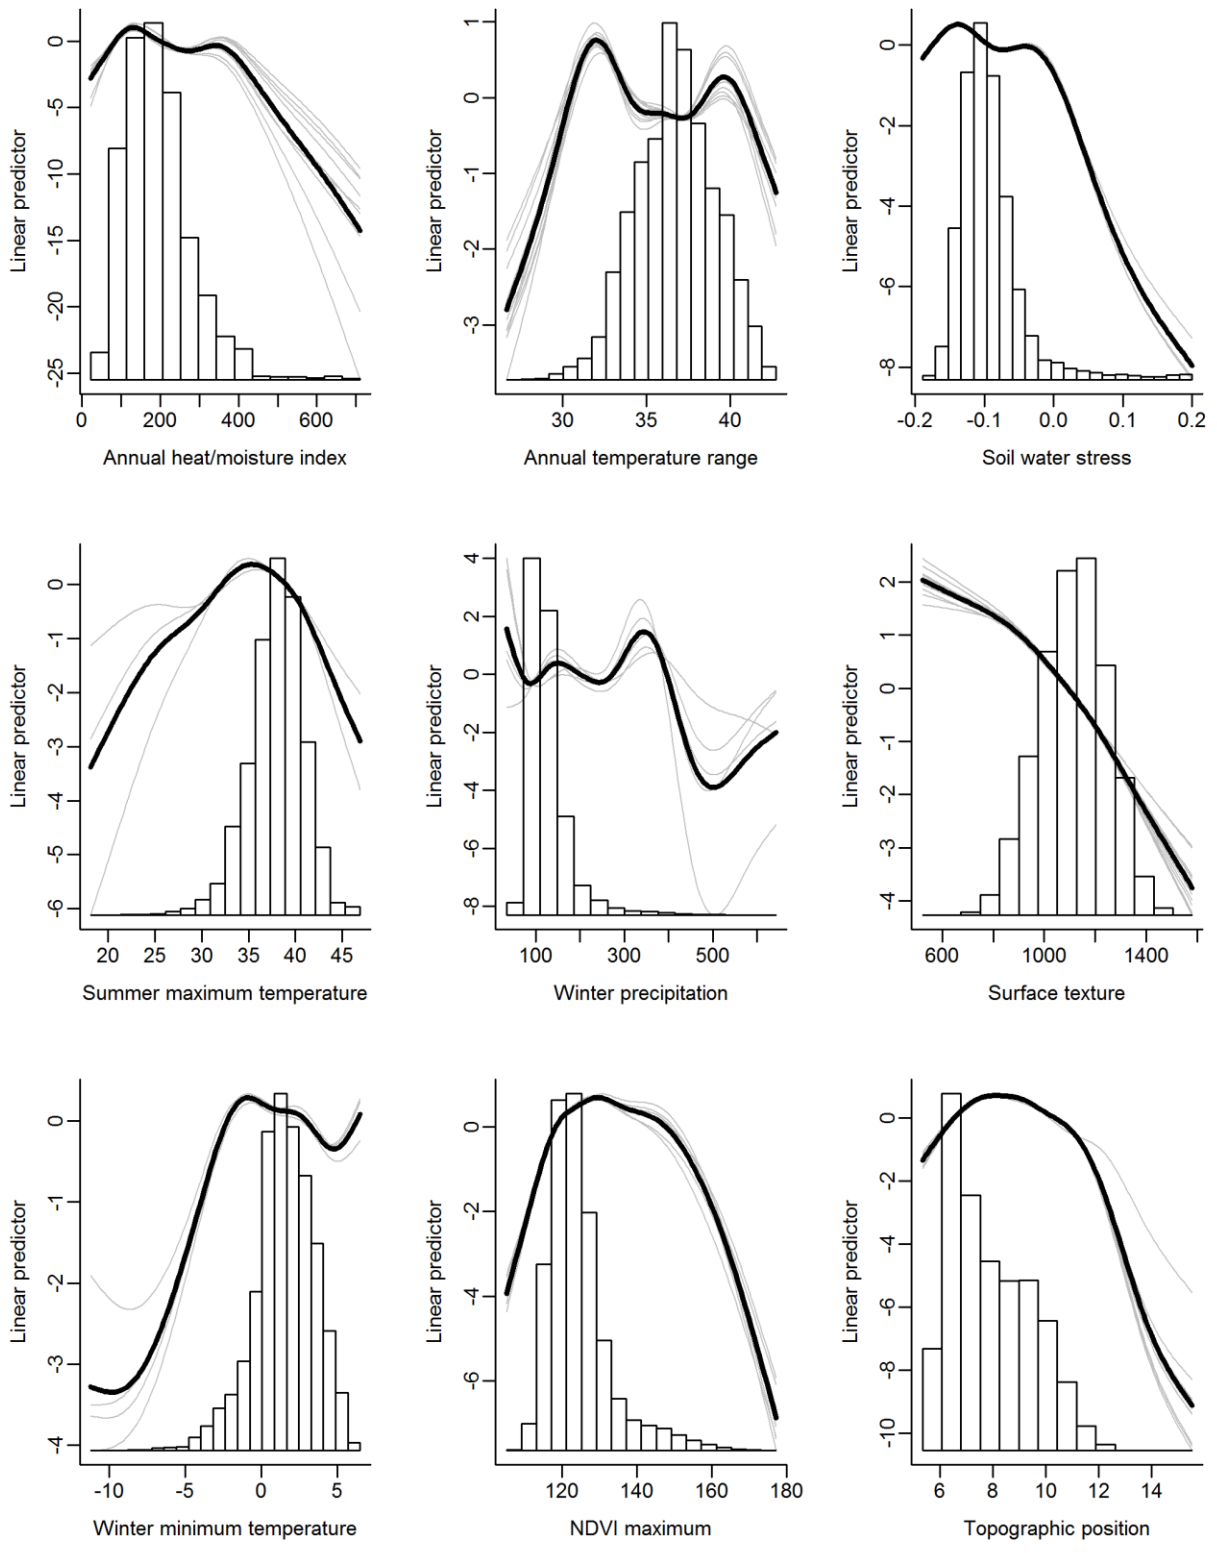 Linear predictor
0
-5
-10
-15
-20
-25
0 200 400 600
Annual heat/moisture index
Linear predictor
1
0
-1
-2
-3
30 35 40
Annual temperature range
Linear predictor
0
-2
-4
-6
-8
-0.2 -0.1 0.0 0.1 0.2
Soil water stress
Linear predictor
0
-1
-2
-3
-4
-5
-6
20 25 30 35 40 45
Summer maximum temperature
Linear predictor
4
2
0
-2
-4
-6
-8
100 300 500
Winter precipitation
Linear predictor
2
1
0
-1
-2
-3
-4
600 1000 1400
Surface texture
Linear predictor
0
-1
-2
-3
-4
-10 -5 0 5
Winter minimum temperature
Linear predictor
0
-2
-4
-6
120 140 160 180
NDVI maximum
Linear predictor
0
-2
-4
-6
-8
-10
6 8 10 12 14
Topographic position